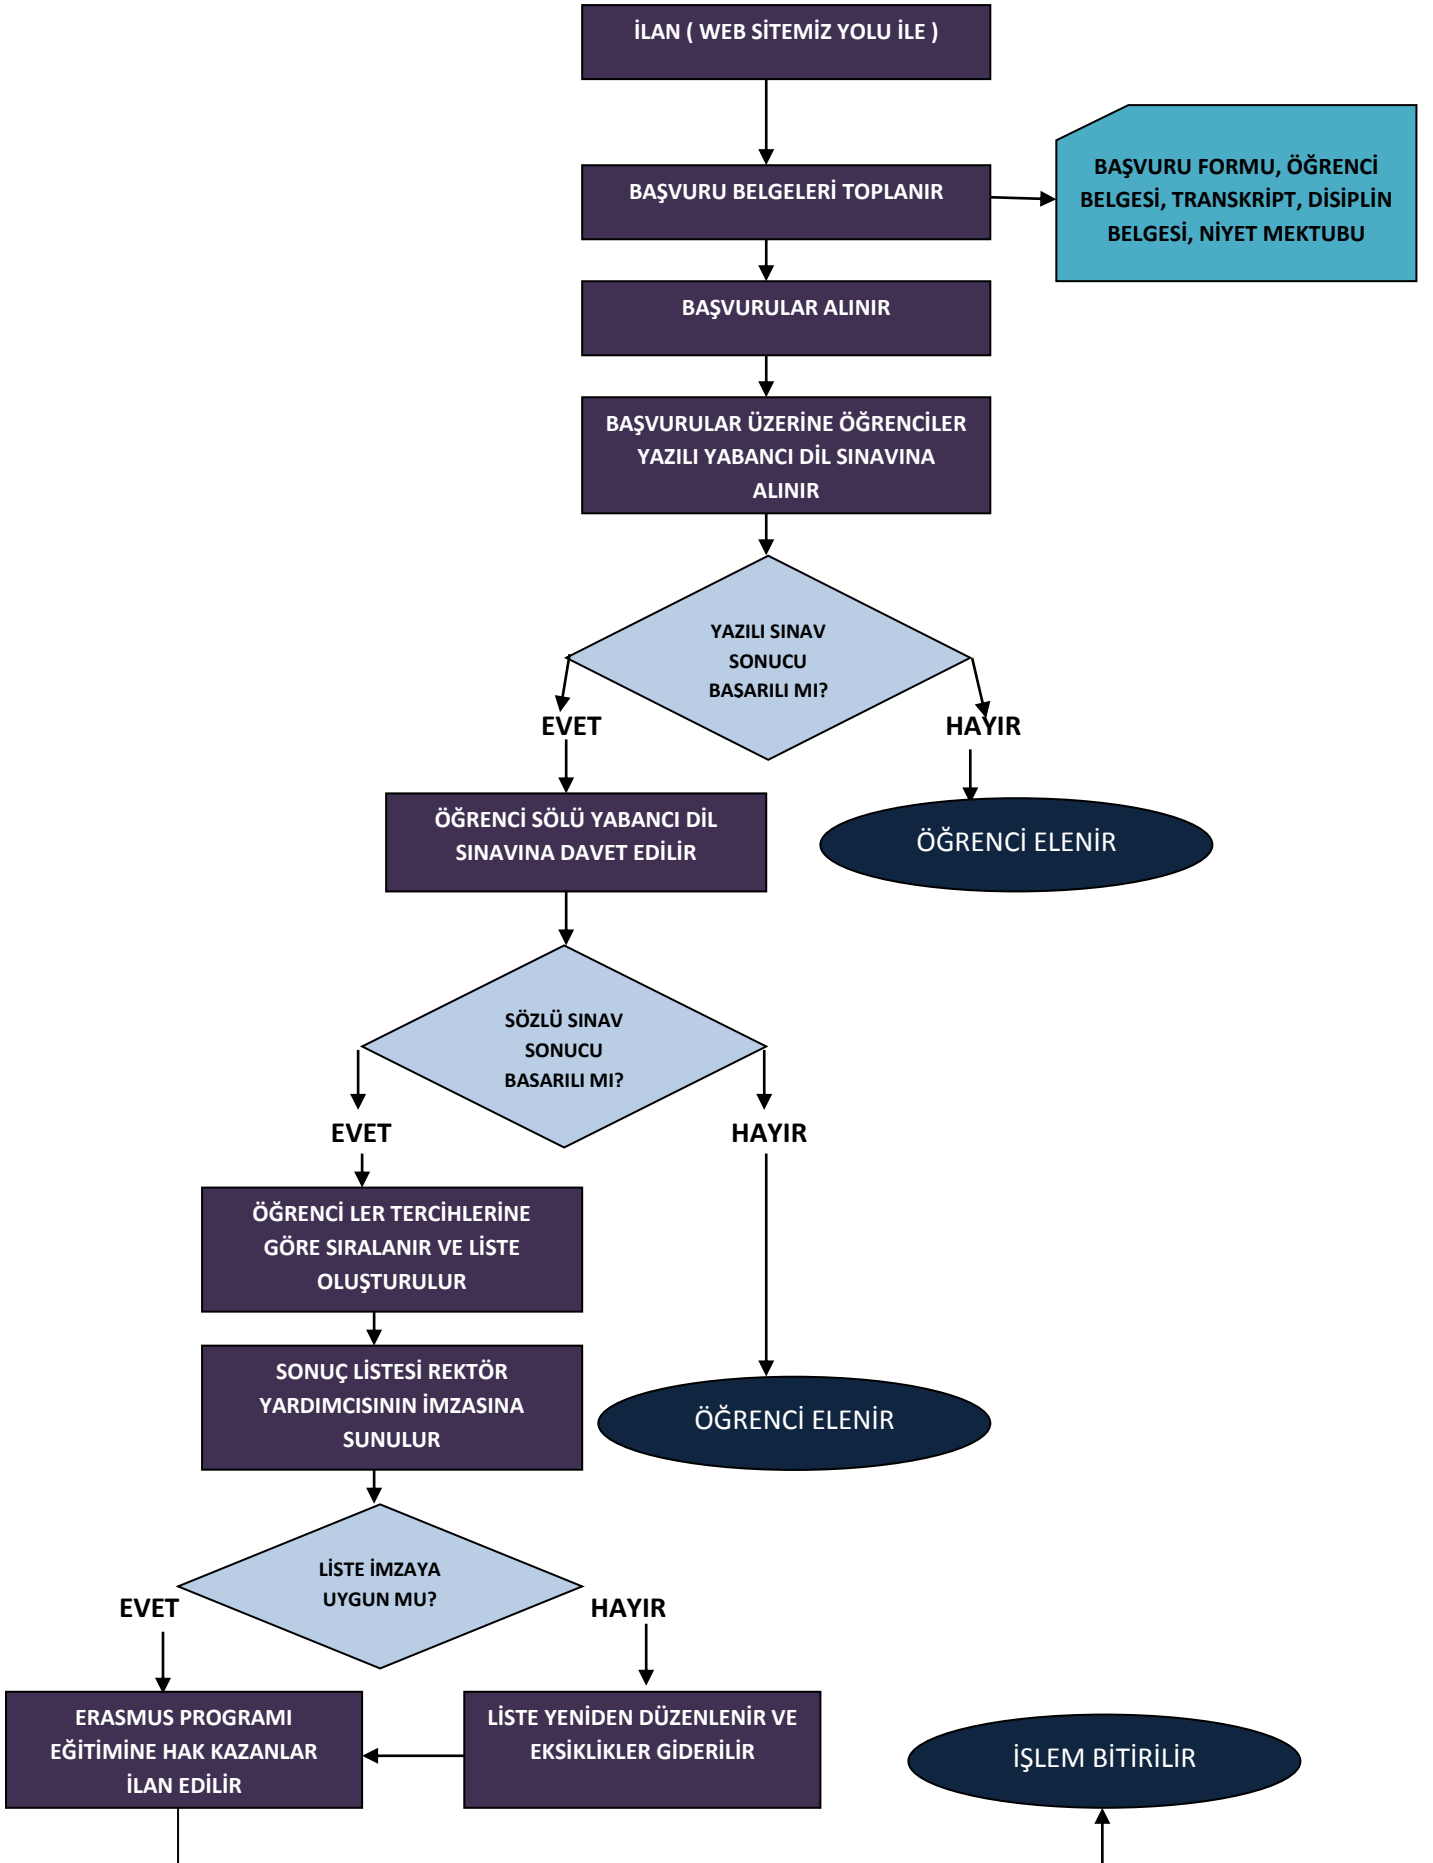 İLAN ( WEB SİTEMİZ YOLU İLE )
BAŞVURU BELGELERİ TOPLANIR
BAŞVURU FORMU, ÖĞRENCİ
BELGESİ, TRANSKRİPT, DİSİPLİN
BELGESİ, NİYET MEKTUBU
BAŞVURULAR ALINIR
BAŞVURULAR ÜZERİNE ÖĞRENCİLER
YAZILI YABANCI DİL SINAVINA
ALINIR
YAZILI SINAV
SONUCU
BAŞARILI MI?
EVET
HAYIR
ÖĞRENCİ SÖLÜ YABANCI DİL
SINAVINA DAVET EDİLİR
ÖĞRENCİ ELENİR
SÖZLÜ SINAV
SONUCU
BASARILI MI?
EVET
HAYIR
ÖĞRENCİ LER TERCİHLERİNE
GÖRE SIRALANIR VE LİSTE
OLUŞTURULUR
SONUÇ LİSTESİ REKTÖR
YARDIMCISININ İMZASINA
SUNULUR
ÖĞRENCİ ELENİR
LİSTE İMZAYA
UYGUN MU?
EVET
HAYIR
ERASMUS PROGRAMI
EĞİTİMİNE HAK KAZANLAR
İLAN EDİLİR
LİSTE YENİDEN DÜZENLENİR VE
EKSİKLİKLER GİDERİLİR
İŞLEM BİTİRİLİR